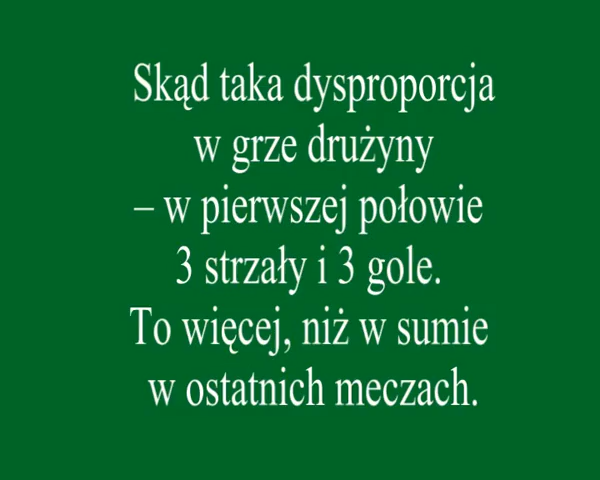 Skąd taka dysproporcja
w grze drużyny
– w pierwszej połowie
3 strzały i 3 gole.
To więcej, niż w sumie
w ostatnich meczach.